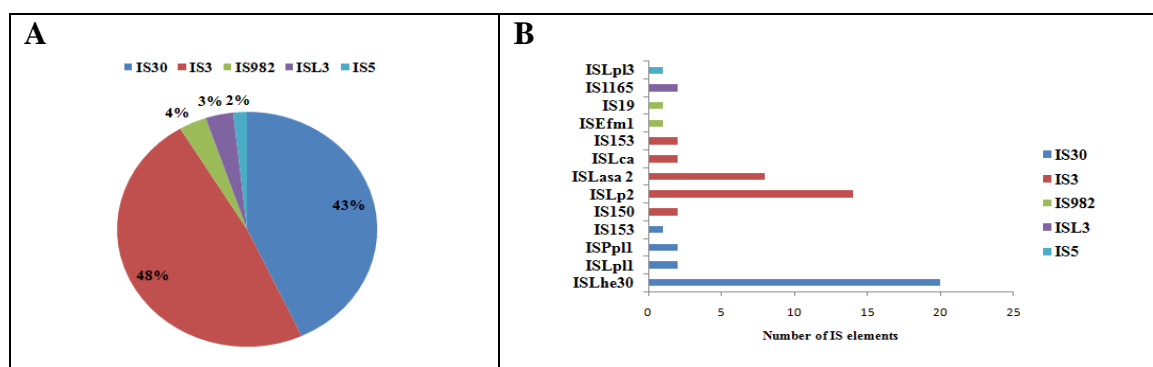 A
IS30 IS3 IS982 ISL3 IS5
4%
3%
2%
43%
48%
B
ISLpl3
IS1165
IS19
ISEfm1
IS153
ISLca
ISLasa 2
ISLp2
IS150
IS153
ISPpl1
ISLpl1
ISLhe30
0 5 10 15 20 25
Number of IS elements
IS30
IS3
IS982
ISL3
IS5